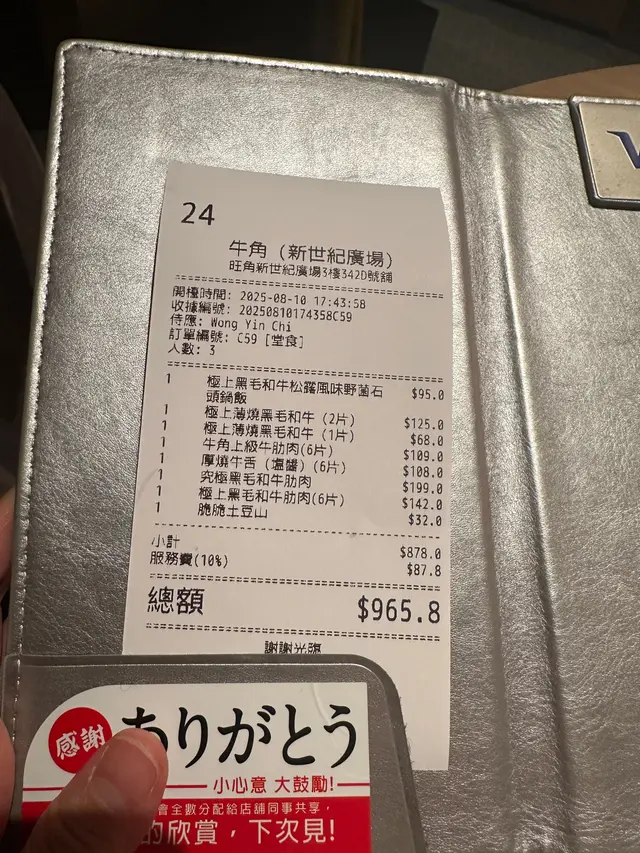 24
牛角（新世紀廣場）
旺角新世紀廣場3樓342D號舖
開檯時間: 2025-08-10 17:43:58
收據編號: 20250810174358C59
侍應: Wong Yin Chi
訂單編號: C59 [堂食]
人數: 3
1 極上黑毛和牛松露風味野菌石 $95.0
頭鍋飯
1 極上薄燒黑毛和牛 (2片) $125.0
1 極上薄燒黑毛和牛 (1片) $68.0
1 牛角上級牛肋肉(6片) $109.0
1 厚燒牛舌（塩醬）(6片) $108.0
1 究極黑毛和牛肋肉 $199.0
1 極上黑毛和牛肋肉(6片) $142.0
1 脆脆土豆山 $32.0
小計 $878.0
服務費(10%) $87.8
總額 $965.8
謝謝光臨
感謝 ありがとう
小心意 大鼓勵!
會全數分配給店舖同事共享，
的欣賞，下次見!